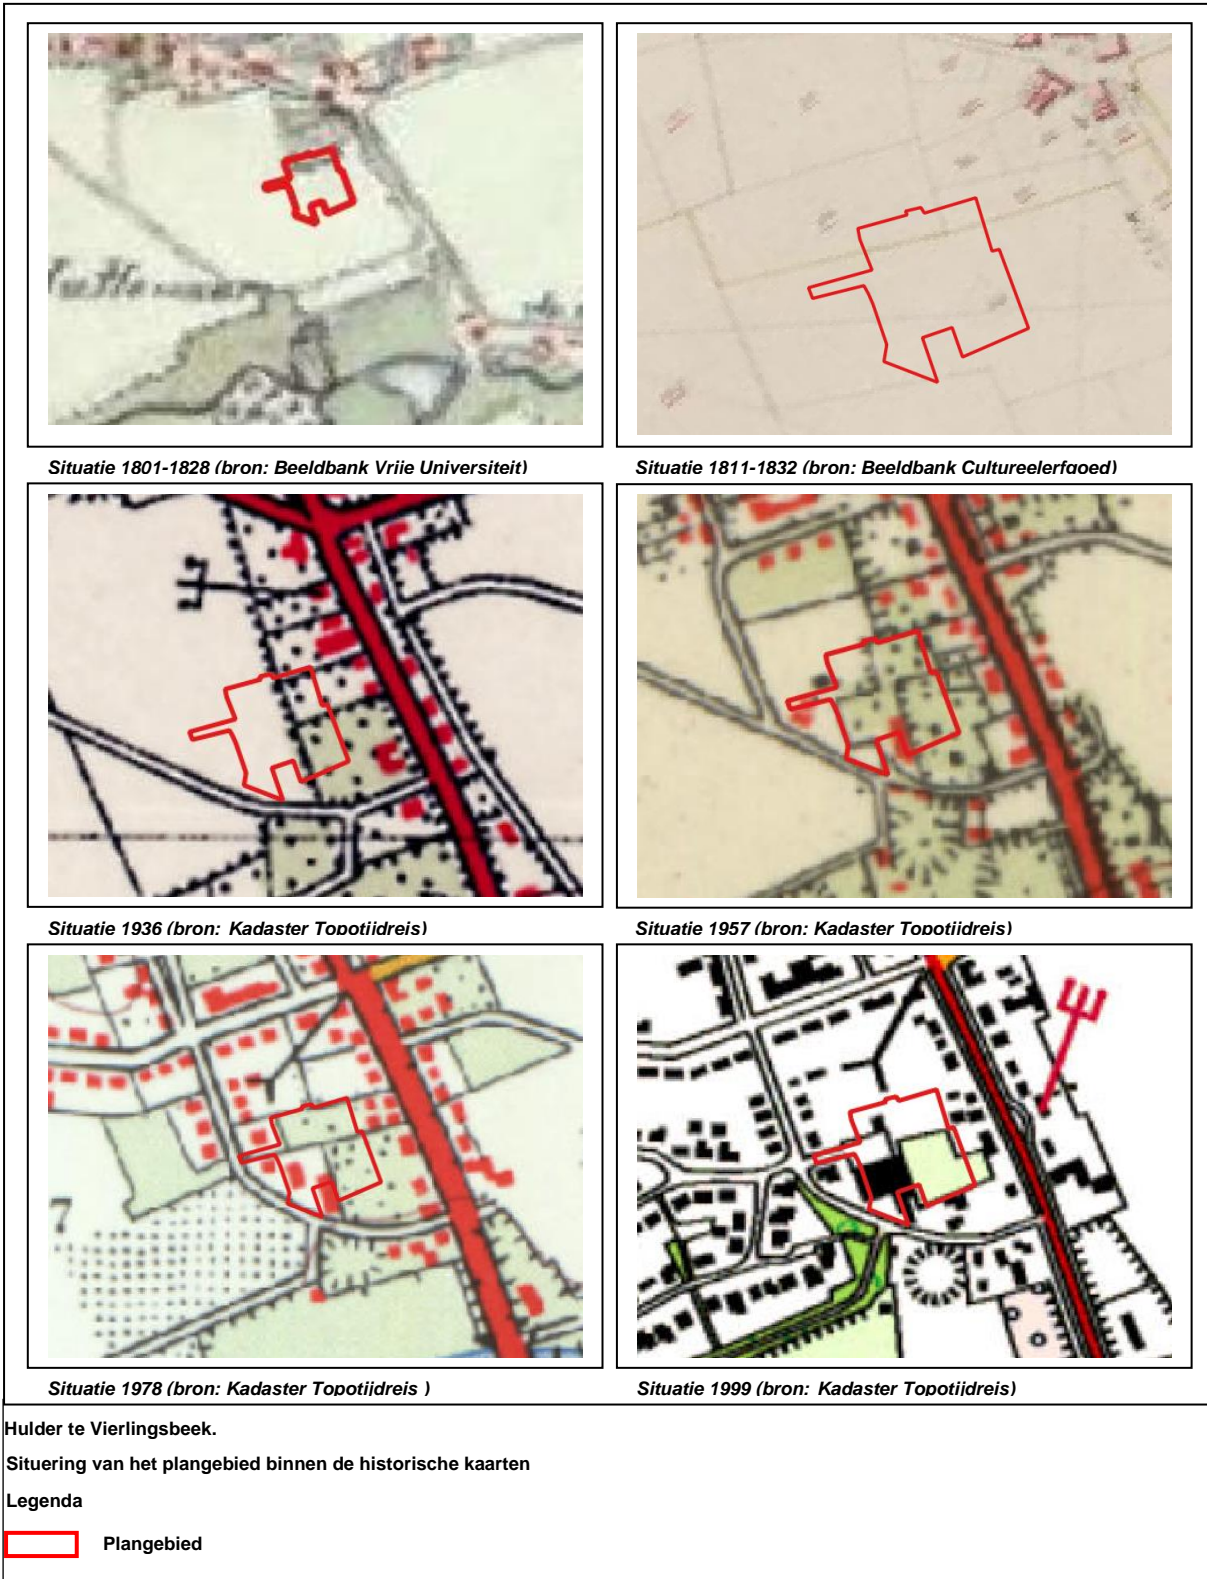 Situatie 1801-1828 (bron: Beeldbank Vrije Universiteit)
Situatie 1811-1832 (bron: Beeldbank Cultureelerfgoed)
Situatie 1936 (bron: Kadaster Topotijdreis)
Situatie 1957 (bron: Kadaster Topotijdreis)
7
Situatie 1978 (bron: Kadaster Topotijdreis )
Situatie 1999 (bron: Kadaster Topotijdreis)
Hulder te Vierlingsbeek.
Situering van het plangebied binnen de historische kaarten
Legenda
Plangebied